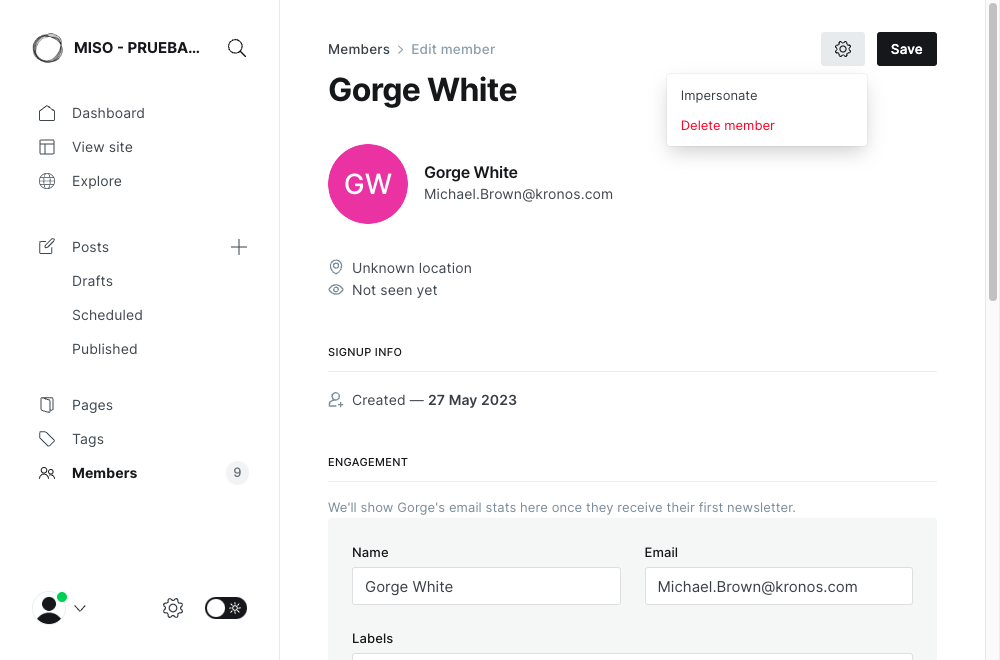 MISO - PRUEBA...
Dashboard
View site
Explore
Posts
Drafts
Scheduled
Published
Pages
Tags
Members
9
Members > Edit member
Save
Gorge White
Impersonate
Delete member
GW
Gorge White
Michael.Brown@kronos.com
Unknown location
Not seen yet
SIGNUP INFO
Created — 27 May 2023
ENGAGEMENT
We'll show Gorge's email stats here once they receive their first newsletter.
Name
Email
Gorge White
Michael.Brown@kronos.com
Labels